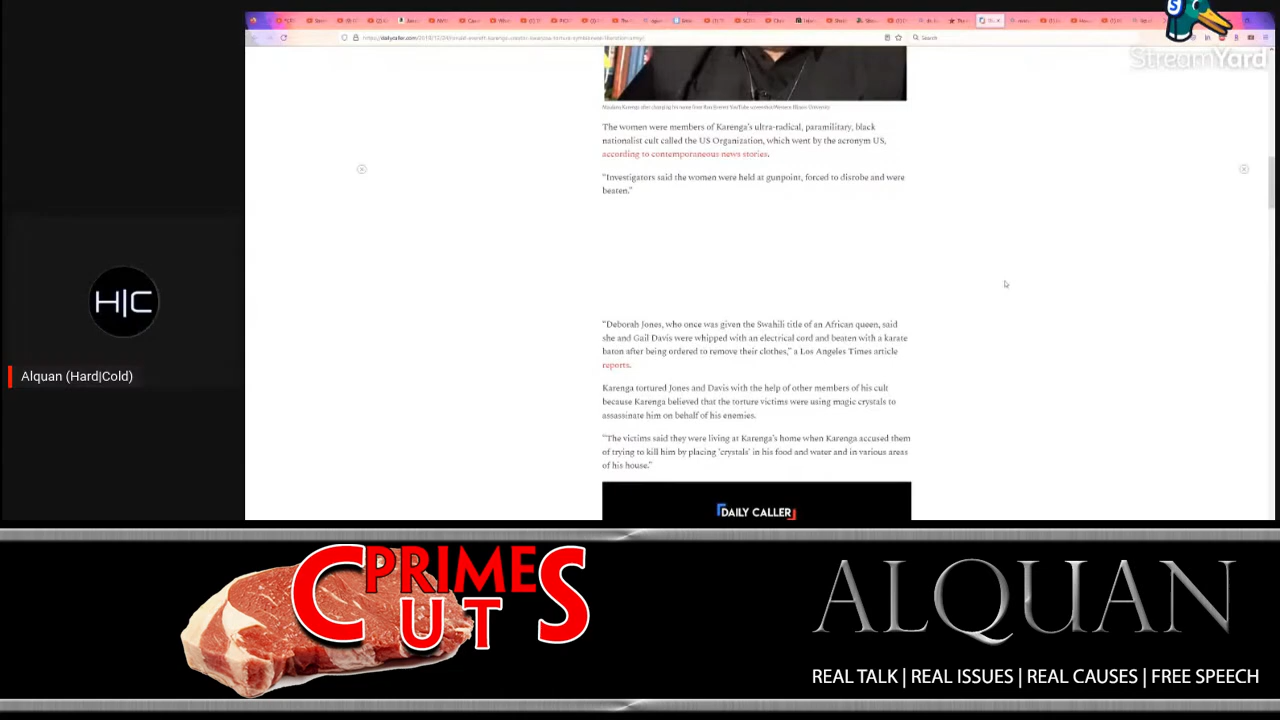 StreamYard
Search
The women were members of Karenga's ultra-radical, paramilitary, black
nationalist cult called the US Organization, which went by the acronym US,
according to contemporaneous news stories.
"Investigators said the women were held at gunpoint, forced to disrobe and were
beaten."
"Deborah Jones, who once was given the Swahili title of an African queen, said
she and Gail Davis were whipped with an electrical cord and beaten with a karate
baton after being ordered to remove their clothes," a Los Angeles Times article
reports.
Karenga tortured Jones and Davis with the help of other members of his cult
because Karenga believed that the torture victims were using magic crystals to
assassinate him on behalf of his enemies.
"The victims said they were living at Karenga's home when Karenga accused them
of trying to kill him by placing 'crystals' in his food and water and in various areas
of his house."
DAILY CALLER
H|C
Alquan (Hard|Cold)
PRIME
CUTS
ALQUAN
REAL TALK | REAL ISSUES | REAL CAUSES | FREE SPEECH